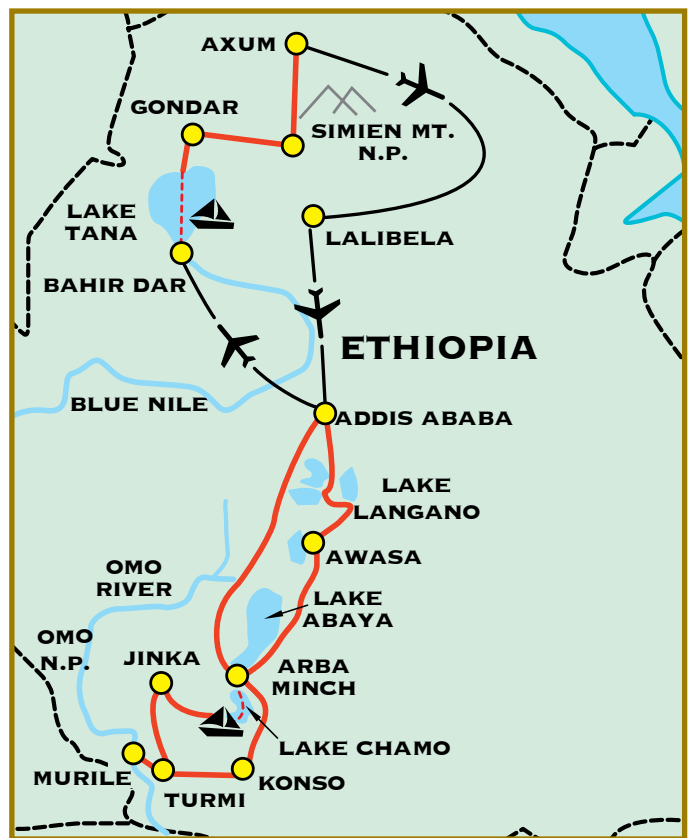 AXUM
GONDAR
SIMIEN MT.
N.P.
LAKE
TANA
LALIBELA
BAHIR DAR
ETHIOPIA
BLUE NILE
ADDIS ABABA
LAKE
LANGANO
AWASA
OMO
RIVER
LAKE
ABAYA
OMO
N.P.
JINKA
ARBA
MINCH
LAKE CHAMO
MURILE
KONSO
TURMI